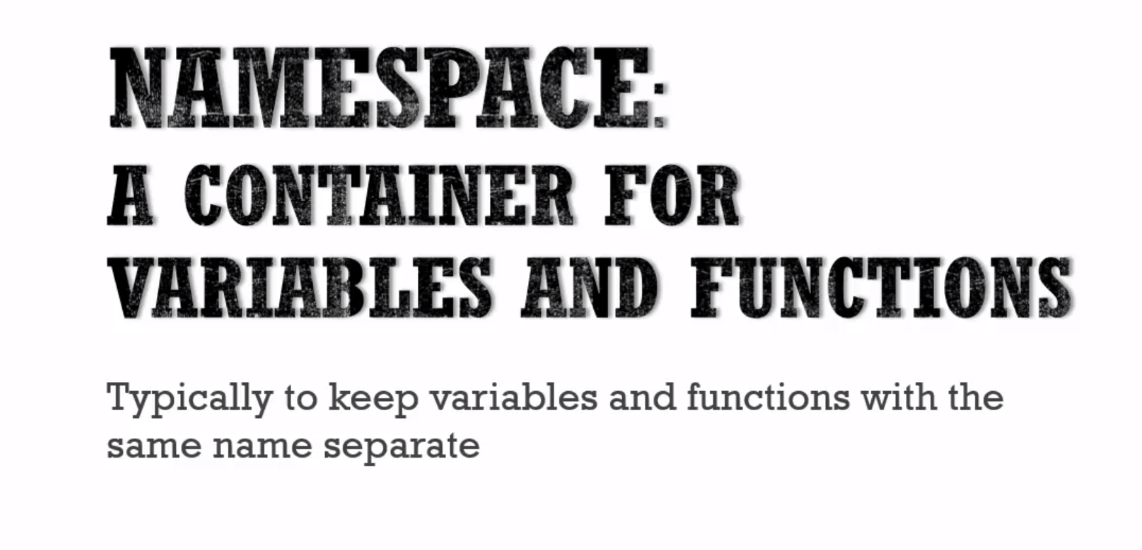 NAMESPACE:
A CONTAINER FOR
VARIABLES AND FUNCTIONS
Typically to keep variables and functions with the
same name separate